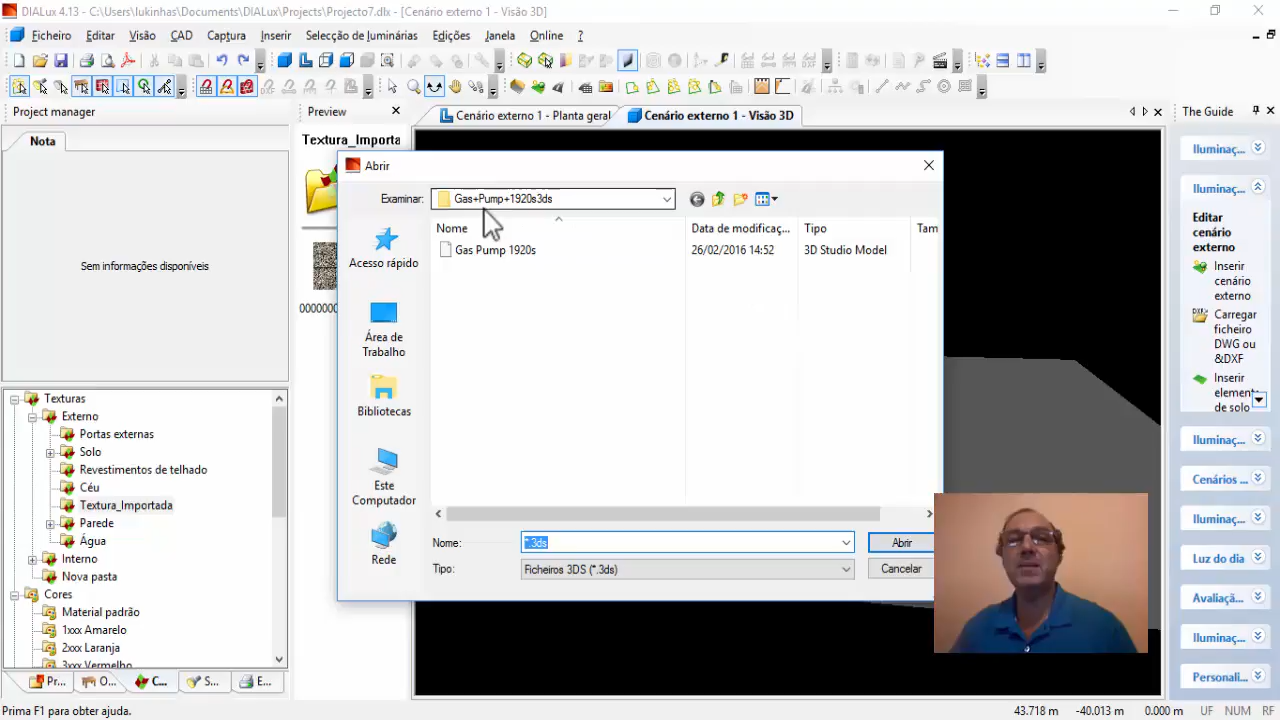 DIALux 4.13 - C:\Users\lukinhas\Documents\DIALux\Projects\Projecto7.dlx - [Cenário externo 1 - Visão 3D]
Ficheiro Editar Visão CAD Captura Inserir Selecção de luminárias Edições Janela Online ?
Project manager
Nota
Sem informações disponíveis
Preview
Textura_Importa
00000000
Cenário externo 1 - Planta geral
Cenário externo 1 - Visão 3D
Abrir
Examinar: Gas+Pump+1920s3ds
Nome Data de modificaç... Tipo Tam
Gas Pump 1920s 26/02/2016 14:52 3D Studio Model
Acesso rápido
Área de
Trabalho
Bibliotecas
Este
Computador
Rede
Nome: *.3ds Abrir
Tipo: Ficheiros 3DS (*.3ds) Cancelar
Texturas
Externo
Portas externas
Solo
Revestimentos de telhado
Céu
Textura_Importada
Parede
Água
Interno
Nova pasta
Cores
Material padrão
1xxx Amarelo
2xxx Laranja
3xxx Vermelho
Pr... O... C... S... E...
The Guide
Iluminaç...
Iluminaç...
Editar
cenário
externo
Inserir
cenário
externo
Carregar
ficheiro
DWG ou
&DXF
Inserir
element
de solo
Iluminaç...
Cenários ...
Iluminaç...
Luz do dia
Avaliaçã...
Iluminaç...
Personali...
Prima F1 para obter ajuda.
43.718 m -40.013 m 0.000 m UF NUM RF